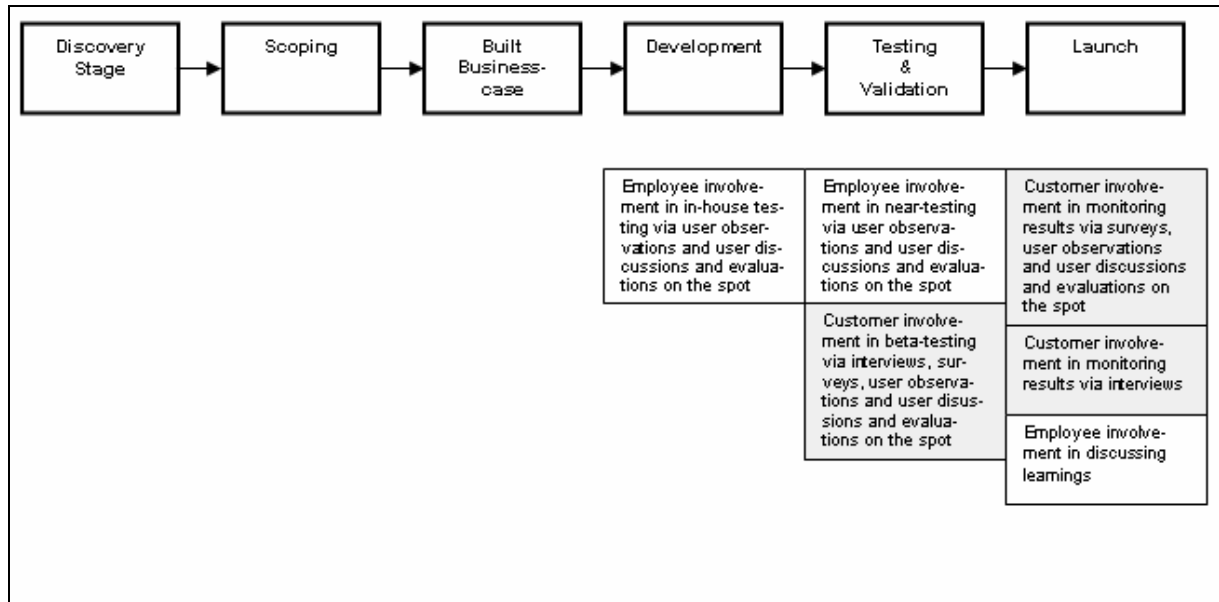 Discovery
Stage
Scoping
Built
Business-
case
Development
Testing
&
Validation
Launch
Employee involve-
ment in in-house tes-
ting via user obser-
vations and user dis-
cussions and evalua-
tions on the spot
Employee involve-
ment in near-testing
via user observa-
tions and user dis-
cussions and evalua-
tions on the spot
Customer involve-
ment in beta-testing
via interviews, sur-
veys, user observa-
tions and user disus-
sions and evalua-
tions on the spot
Customer involve-
ment in monitoring
results via surveys,
user observations
and user discussions
and evaluations on
the spot
Customer involve-
ment in monitoring
results via interviews
Employee involve-
ment in discussing
learnings